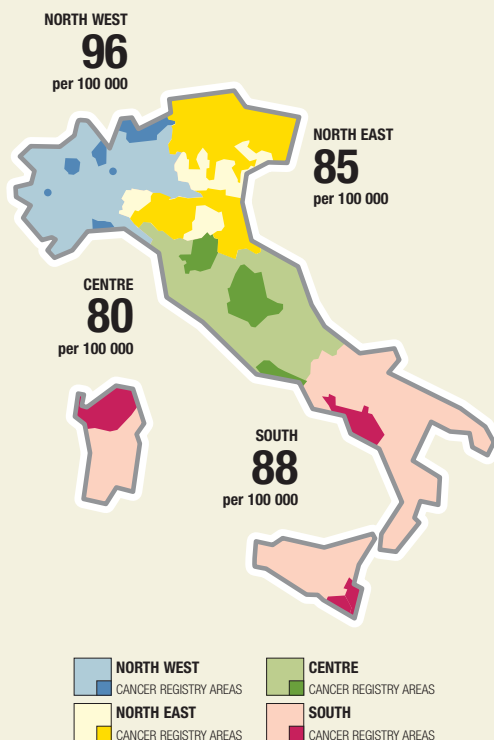 NORTH WEST
96
per 100 000
NORTH EAST
85
per 100 000
CENTRE
80
per 100 000
SOUTH
88
per 100 000
NORTH WEST
CANCER REGISTRY AREAS
CENTRE
CANCER REGISTRY AREAS
NORTH EAST
CANCER REGISTRY AREAS
SOUTH
CANCER REGISTRY AREAS